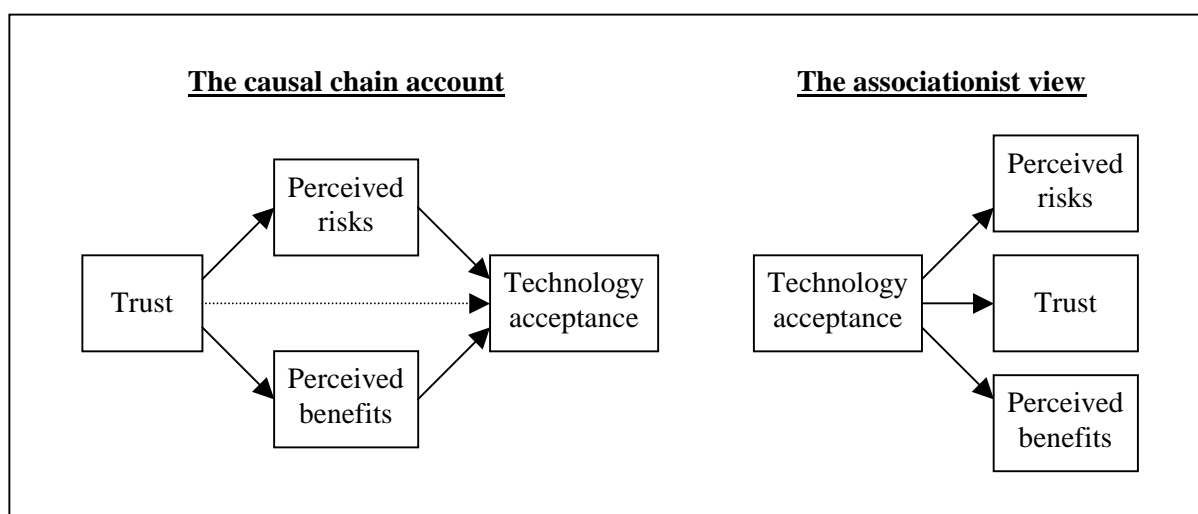 The causal chain account
Perceived
risks
Trust
Technology
acceptance
Perceived
benefits
The associationist view
Perceived
risks
Technology
acceptance
Trust
Perceived
benefits